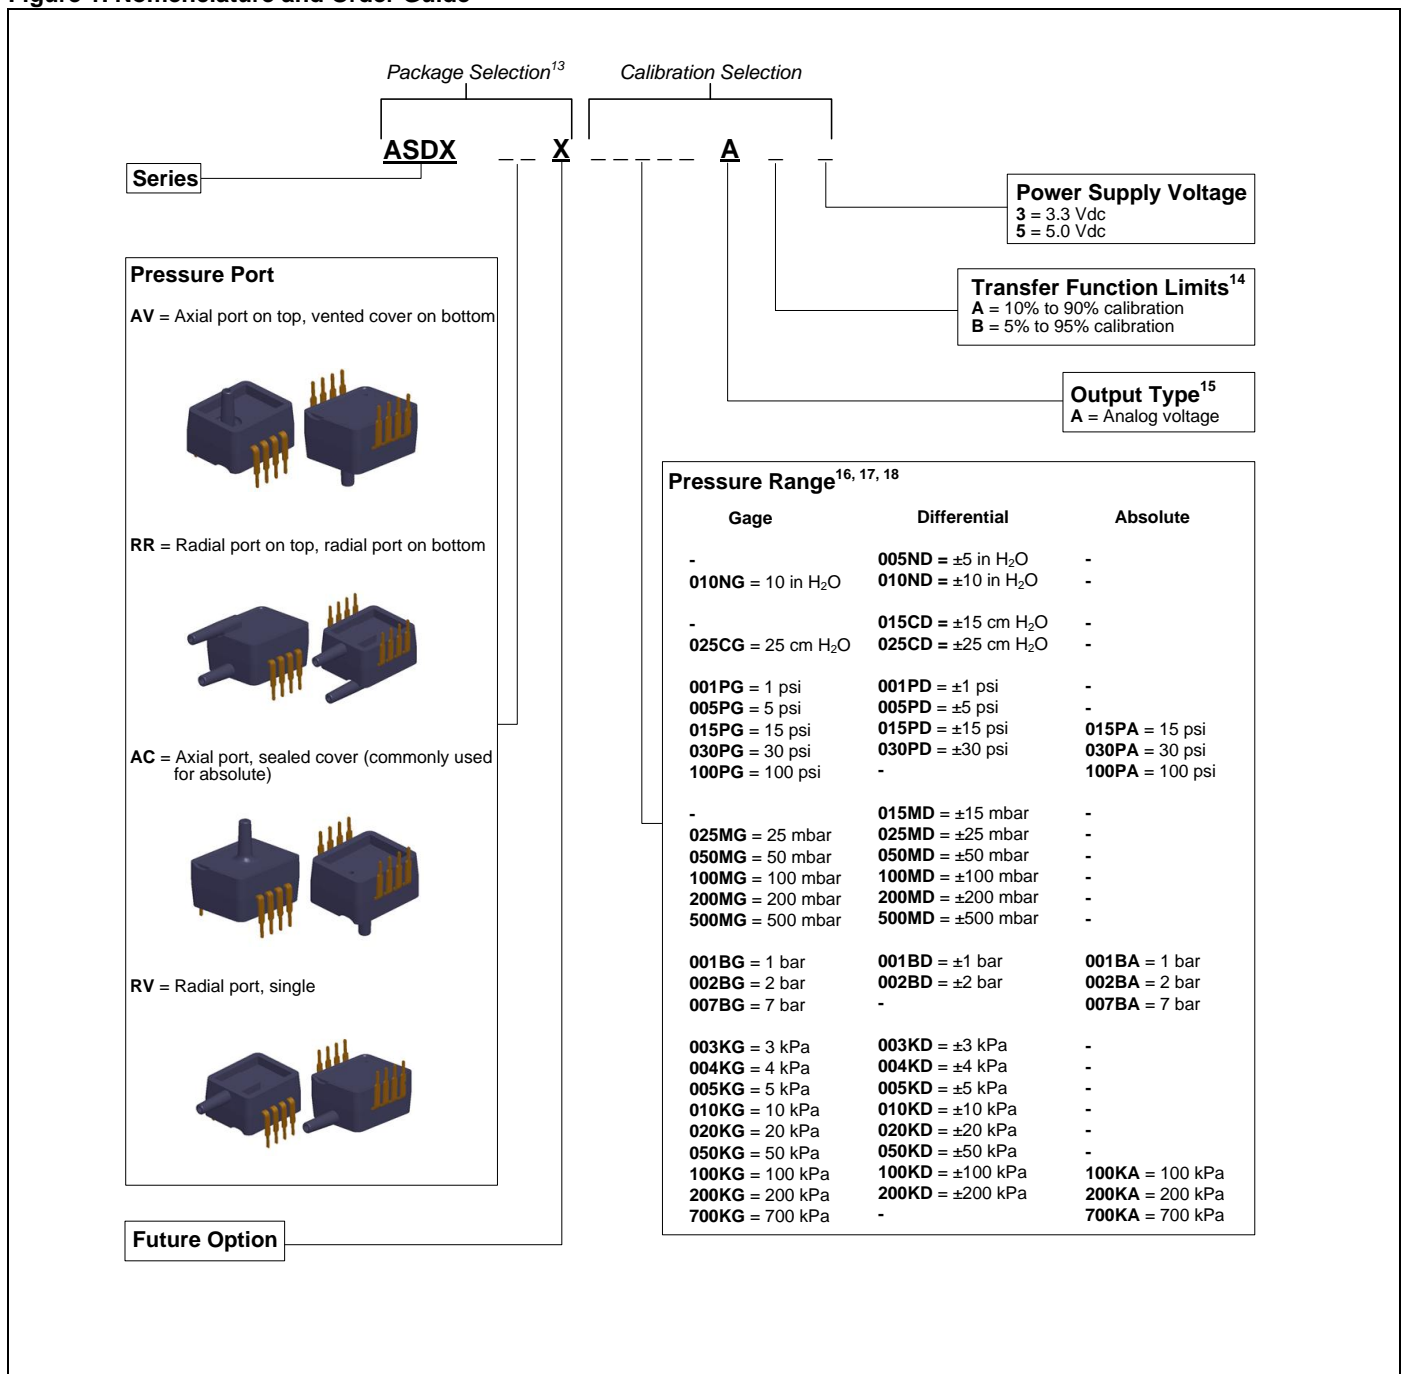 Figure 1. Nomenclature and Order Guide
Package Selection13 Calibration Selection
ASDX _ _ X _ _ _ _ _ A _ _
Series
Power Supply Voltage
3 = 3.3 Vdc
5 = 5.0 Vdc
Transfer Function Limits14
A = 10% to 90% calibration
B = 5% to 95% calibration
Output Type15
A = Analog voltage
Pressure Port
AV = Axial port on top, vented cover on bottom
RR = Radial port on top, radial port on bottom
AC = Axial port, sealed cover (commonly used
for absolute)
RV = Radial port, single
Future Option
Pressure Range16, 17, 18
Gage Differential Absolute
- 005ND = ±5 in H2O -
010NG = 10 in H2O 010ND = ±10 in H2O -
- 015CD = ±15 cm H2O -
025CG = 25 cm H2O 025CD = ±25 cm H2O -
001PG = 1 psi 001PD = ±1 psi -
005PG = 5 psi 005PD = ±5 psi -
015PG = 15 psi 015PD = ±15 psi 015PA = 15 psi
030PG = 30 psi 030PD = ±30 psi 030PA = 30 psi
100PG = 100 psi - 100PA = 100 psi
- 015MD = ±15 mbar -
025MG = 25 mbar 025MD = ±25 mbar -
050MG = 50 mbar 050MD = ±50 mbar -
100MG = 100 mbar 100MD = ±100 mbar -
200MG = 200 mbar 200MD = ±200 mbar -
500MG = 500 mbar 500MD = ±500 mbar -
001BG = 1 bar 001BD = ±1 bar 001BA = 1 bar
002BG = 2 bar 002BD = ±2 bar 002BA = 2 bar
007BG = 7 bar - 007BA = 7 bar
003KG = 3 kPa 003KD = ±3 kPa -
004KG = 4 kPa 004KD = ±4 kPa -
005KG = 5 kPa 005KD = ±5 kPa -
010KG = 10 kPa 010KD = ±10 kPa -
020KG = 20 kPa 020KD = ±20 kPa -
050KG = 50 kPa 050KD = ±50 kPa -
100KG = 100 kPa 100KD = ±100 kPa 100KA = 100 kPa
200KG = 200 kPa 200KD = ±200 kPa 200KA = 200 kPa
700KG = 700 kPa - 700KA = 700 kPa